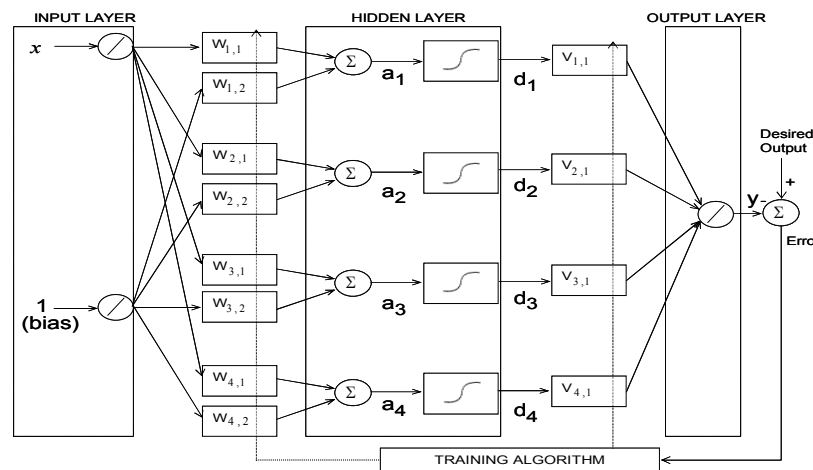 INPUT LAYER
HIDDEN LAYER
OUTPUT LAYER
x
1
(bias)
w1,1
w1,2
w2,1
w2,2
w3,1
w3,2
w4,1
w4,2
Σ
a1
d1
v1,1
Σ
a2
d2
v2,1
Σ
a3
d3
v3,1
Σ
a4
d4
v4,1
Desired
Output
+
y -
Σ
Erro
TRAINING ALGORITHM